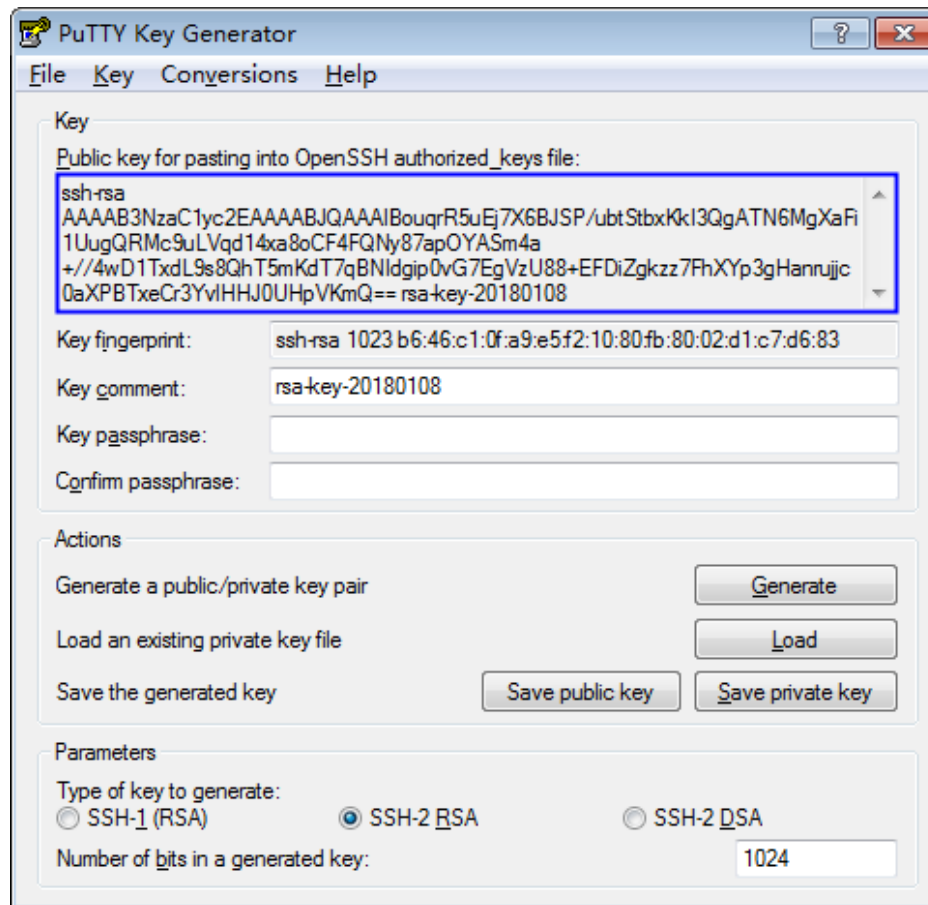 PuTTY Key Generator
File Key Conversions Help
Key
Public key for pasting into OpenSSH authorized_keys file:
ssh-rsa
AAAAB3NzaC1yc2EAAAABJQAAAIBouqrR5uEj7X6BJSP/ubtStbxKkI3QgATN6MgXaFi
1UugQRMc9uLVqd14xa8oCF4FQNy87apOYASm4a
+//4wD1TxdL9s8QhT5mKdT7qBNIdgip0vG7EgVzU88+EFDiZgkzz7FhXYp3gHanrujjc
0aXPBTxeCr3YvIHHJ0UHpVKmQ== rsa-key-20180108
Key fingerprint: ssh-rsa 1023 b6:46:c1:0f:a9:e5:f2:10:80:fb:80:02:d1:c7:d6:83
Key comment: rsa-key-20180108
Key passphrase:
Confirm passphrase:
Actions
Generate a public/private key pair Generate
Load an existing private key file Load
Save the generated key Save public key Save private key
Parameters
Type of key to generate:
SSH-1 (RSA) SSH-2 RSA SSH-2 DSA
Number of bits in a generated key: 1024